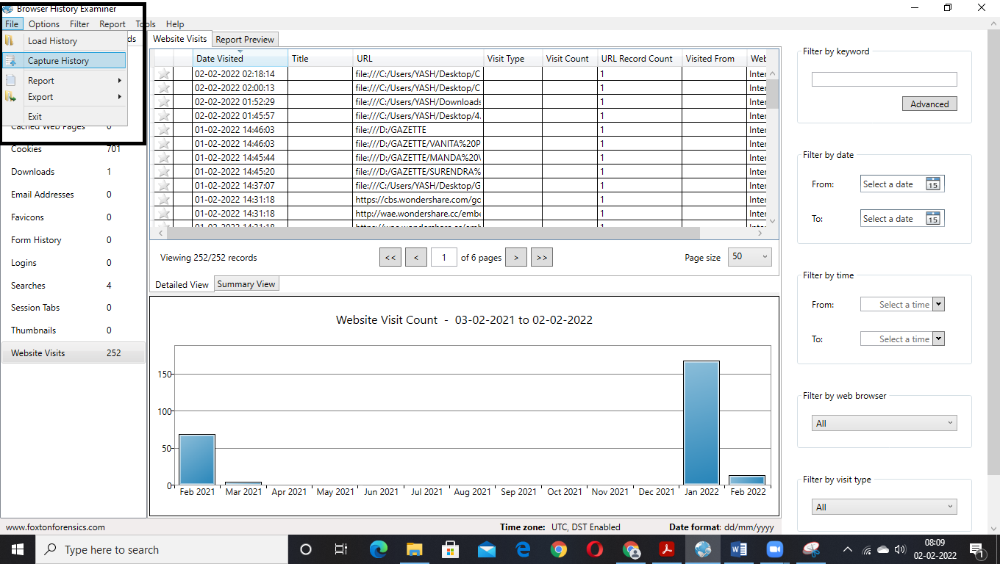 Browser History Examiner
File Options Filter Report Tools Help
Load History
Capture History
Report
Export
Exit
ds
Cached Web Pages 0
Cookies 701
Downloads 1
Email Addresses 0
Favicons 0
Form History 0
Logins 0
Searches 4
Session Tabs 0
Thumbnails 0
Website Visits 252
Website Visits Report Preview
Date Visited Title URL Visit Type Visit Count URL Record Count Visited From Web
02-02-2022 02:18:14 file:///C:/Users/YASH/Desktop/C 1 Inter
02-02-2022 02:00:13 file:///C:/Users/YASH/Desktop/C 1 Inter
02-02-2022 01:52:29 file:///C:/Users/YASH/Downloads 1 Inter
02-02-2022 01:45:57 file:///C:/Users/YASH/Desktop/4. 1 Inter
01-02-2022 14:46:03 file:///D:/GAZETTE 1 Inter
01-02-2022 14:46:03 file:///D:/GAZETTE/VANITA%20P 1 Inter
01-02-2022 14:45:44 file:///D:/GAZETTE/MANDA%20\ 1 Inter
01-02-2022 14:45:20 file:///D:/GAZETTE/SURENDRA% 1 Inter
01-02-2022 14:37:07 file:///C:/Users/YASH/Desktop/G 1 Inter
01-02-2022 14:31:18 https://cbs.wondershare.com/gc 1 Inter
01-02-2022 14:31:18 http://wae.wondershare.cc/embe 1 Inter
01-02-2022 14:31:18 http://wae.wondershare.cc/emb 1 Inter
Viewing 252/252 records << < 1 of 6 pages > >> Page size 50
Detailed View Summary View
Website Visit Count - 03-02-2021 to 02-02-2022
150
100
50
0
Feb 2021 Mar 2021 Apr 2021 May 2021 Jun 2021 Jul 2021 Aug 2021 Sep 2021 Oct 2021 Nov 2021 Dec 2021 Jan 2022 Feb 2022
Filter by keyword
Advanced
Filter by date
From: Select a date 15
To: Select a date 15
Filter by time
From: Select a time
To: Select a time
Filter by web browser
All
Filter by visit type
All
www.foxtonforensics.com Time zone: UTC, DST Enabled Date format: dd/mm/yyyy
Type here to search
08:09
02-02-2022
1